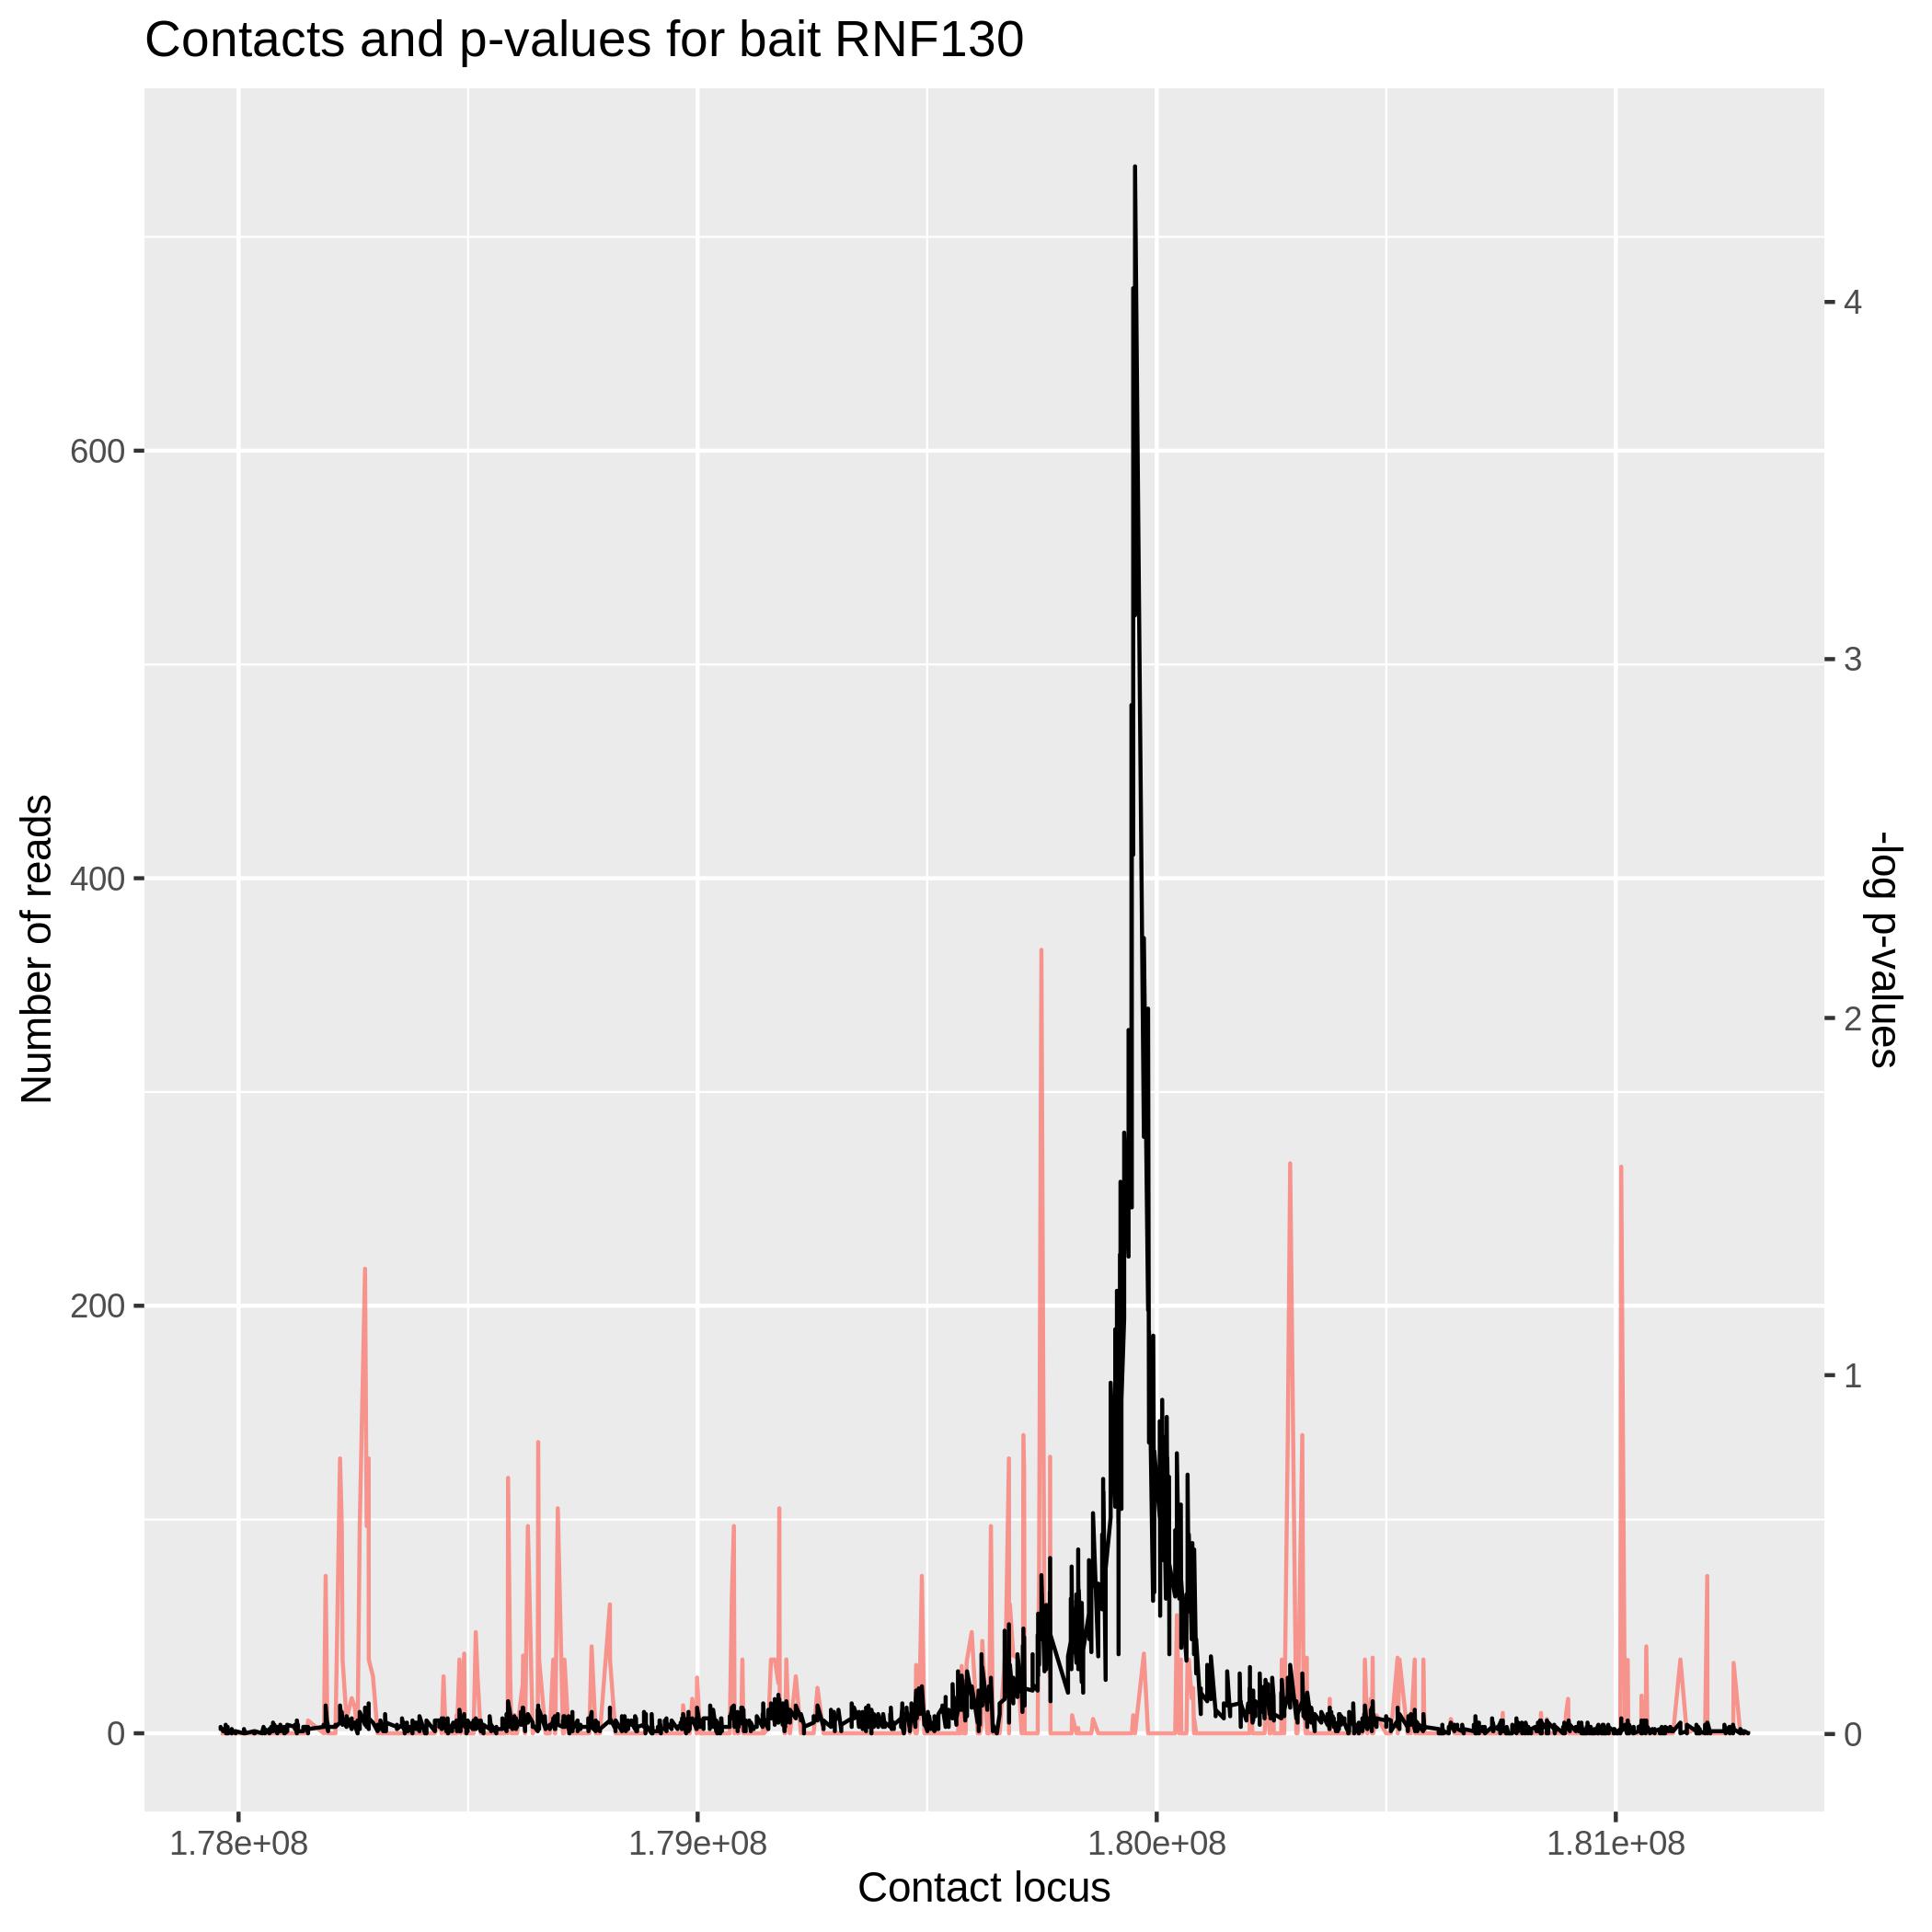 Contacts and p-values for bait RNF130
Number of reads
600
400
200
0
4
3
2
1
0
-log p-values
1.78e+08
1.79e+08
1.80e+08
1.81e+08
Contact locus